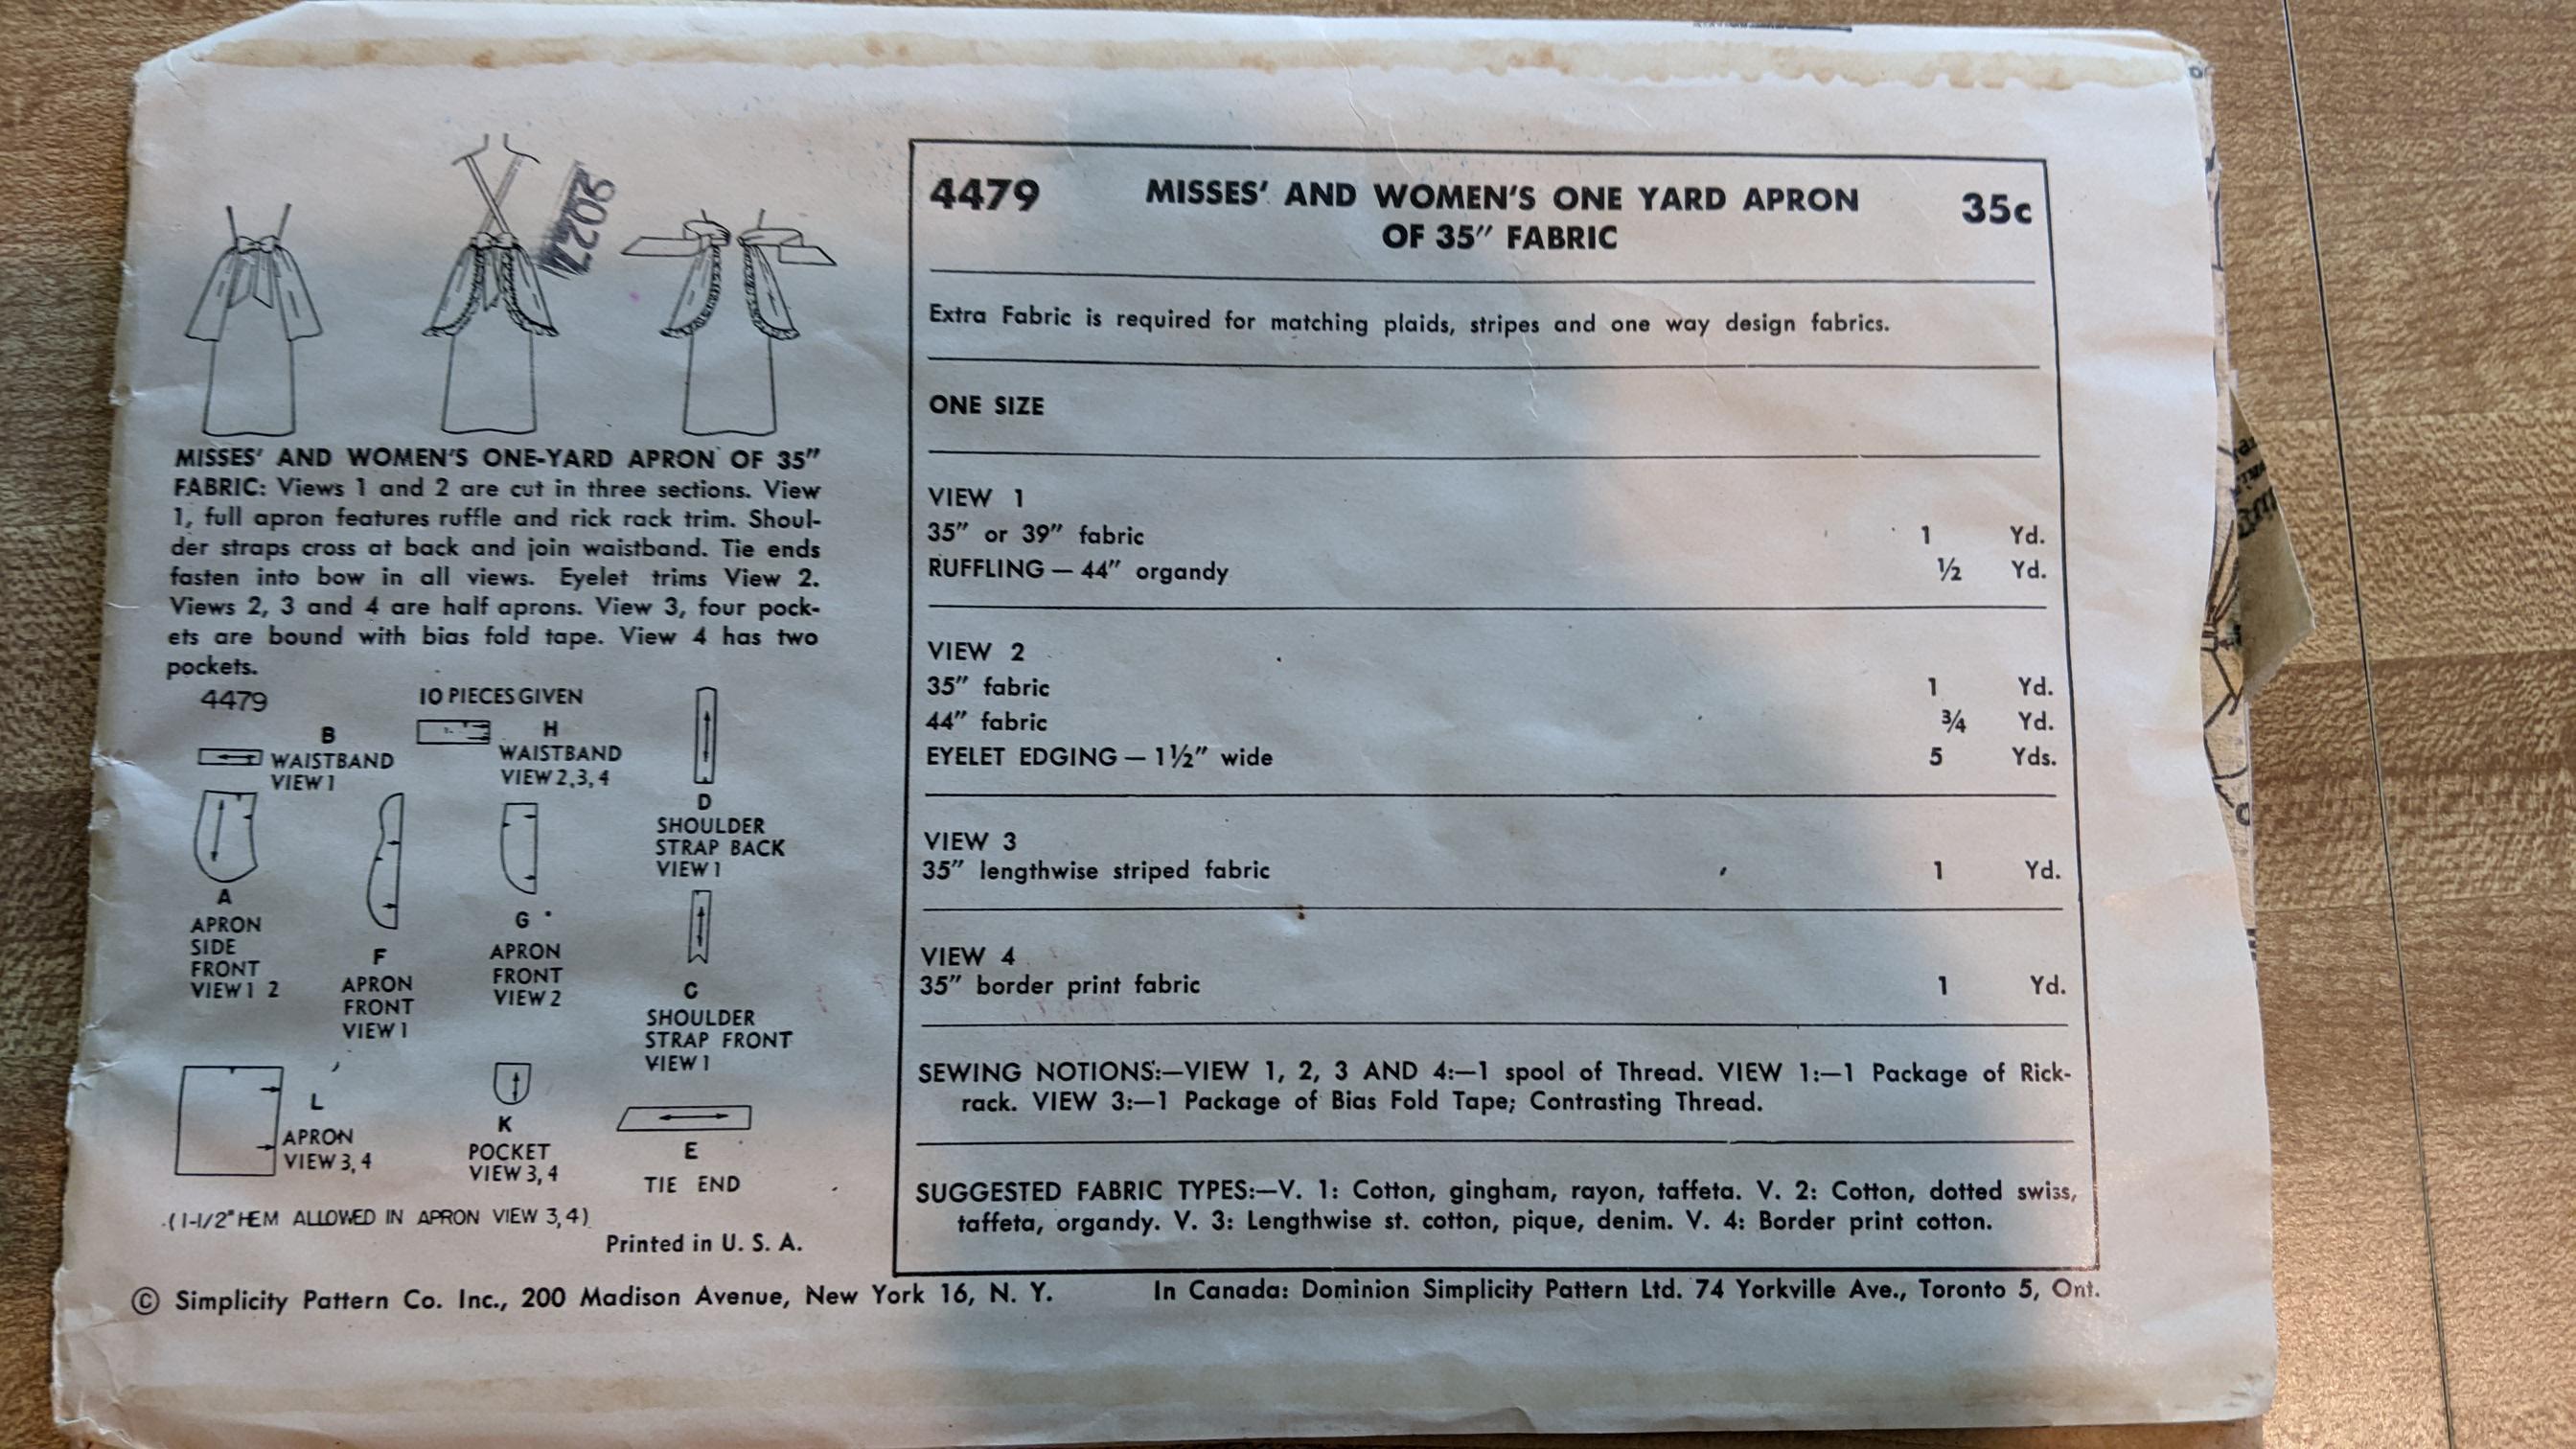 MISSES' AND WOMEN'S ONE-YARD APRON OF 35"
FABRIC: Views 1 and 2 are cut in three sections. View
1, full apron features ruffle and rick rack trim. Shoul-
der straps cross at back and join waistband. Tie ends
fasten into bow in all views. Eyelet trims View 2.
Views 2, 3 and 4 are half aprons. View 3, four pock-
ets are bound with bias fold tape. View 4 has two
pockets.
4479
10 PIECES GIVEN
B
WAISTBAND
VIEW 1
H
WAISTBAND
VIEW 2,3,4
D
SHOULDER
STRAP BACK
VIEW 1
A
APRON
SIDE
FRONT
VIEW 1 2
F
APRON
FRONT
VIEW 1
G
APRON
FRONT
VIEW 2
C
SHOULDER
STRAP FRONT
VIEW 1
L
APRON
VIEW 3,4
K
POCKET
VIEW 3,4
E
TIE END
(1-1/2" HEM ALLOWED IN APRON VIEW 3,4)
Printed in U. S. A.
4479 MISSES' AND WOMEN'S ONE YARD APRON 35c
OF 35" FABRIC
Extra Fabric is required for matching plaids, stripes and one way design fabrics.
ONE SIZE
VIEW 1
35" or 39" fabric 1 Yd.
RUFFLING — 44" organdy ½ Yd.
VIEW 2
35" fabric 1 Yd.
44" fabric ¾ Yd.
EYELET EDGING — 1½" wide 5 Yds.
VIEW 3
35" lengthwise striped fabric 1 Yd.
VIEW 4
35" border print fabric 1 Yd.
SEWING NOTIONS:—VIEW 1, 2, 3 AND 4:—1 spool of Thread. VIEW 1:—1 Package of Rick-
rack. VIEW 3:—1 Package of Bias Fold Tape; Contrasting Thread.
SUGGESTED FABRIC TYPES:—V. 1: Cotton, gingham, rayon, taffeta. V. 2: Cotton, dotted swiss,
taffeta, organdy. V. 3: Lengthwise st. cotton, pique, denim. V. 4: Border print cotton.
© Simplicity Pattern Co. Inc., 200 Madison Avenue, New York 16, N. Y. In Canada: Dominion Simplicity Pattern Ltd. 74 Yorkville Ave., Toronto 5, Ont.